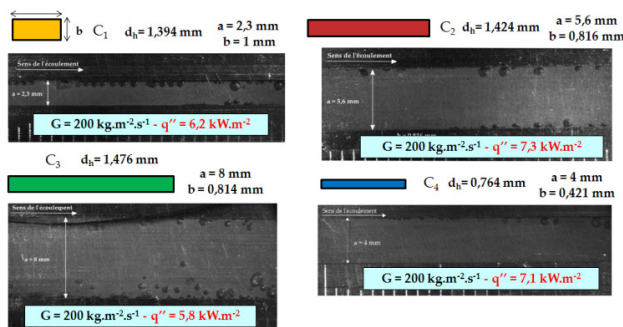 b C₁ dₕ = 1,394 mm
a = 2,3 mm
b = 1 mm
Sens de l'écoulement
a = 2,3 mm
G = 200 kg.m⁻².s⁻¹ - q″ = 6,2 kW.m⁻²
C₂ dₕ = 1,424 mm
a = 5,6 mm
b = 0,816 mm
Sens de l'écoulement
a = 5,6 mm
b = 0,816 mm
G = 200 kg.m⁻².s⁻¹ - q″ = 7,3 kW.m⁻²
C₃ dₕ = 1,476 mm
a = 8 mm
b = 0,814 mm
Sens de l'écoulement
a = 8 mm
G = 200 kg.m⁻².s⁻¹ - q″ = 5,8 kW.m⁻²
C₄ dₕ = 0,764 mm
a = 4 mm
b = 0,421 mm
Sens de l'écoulement
a = 4 mm
G = 200 kg.m⁻².s⁻¹ - q″ = 7,1 kW.m⁻²